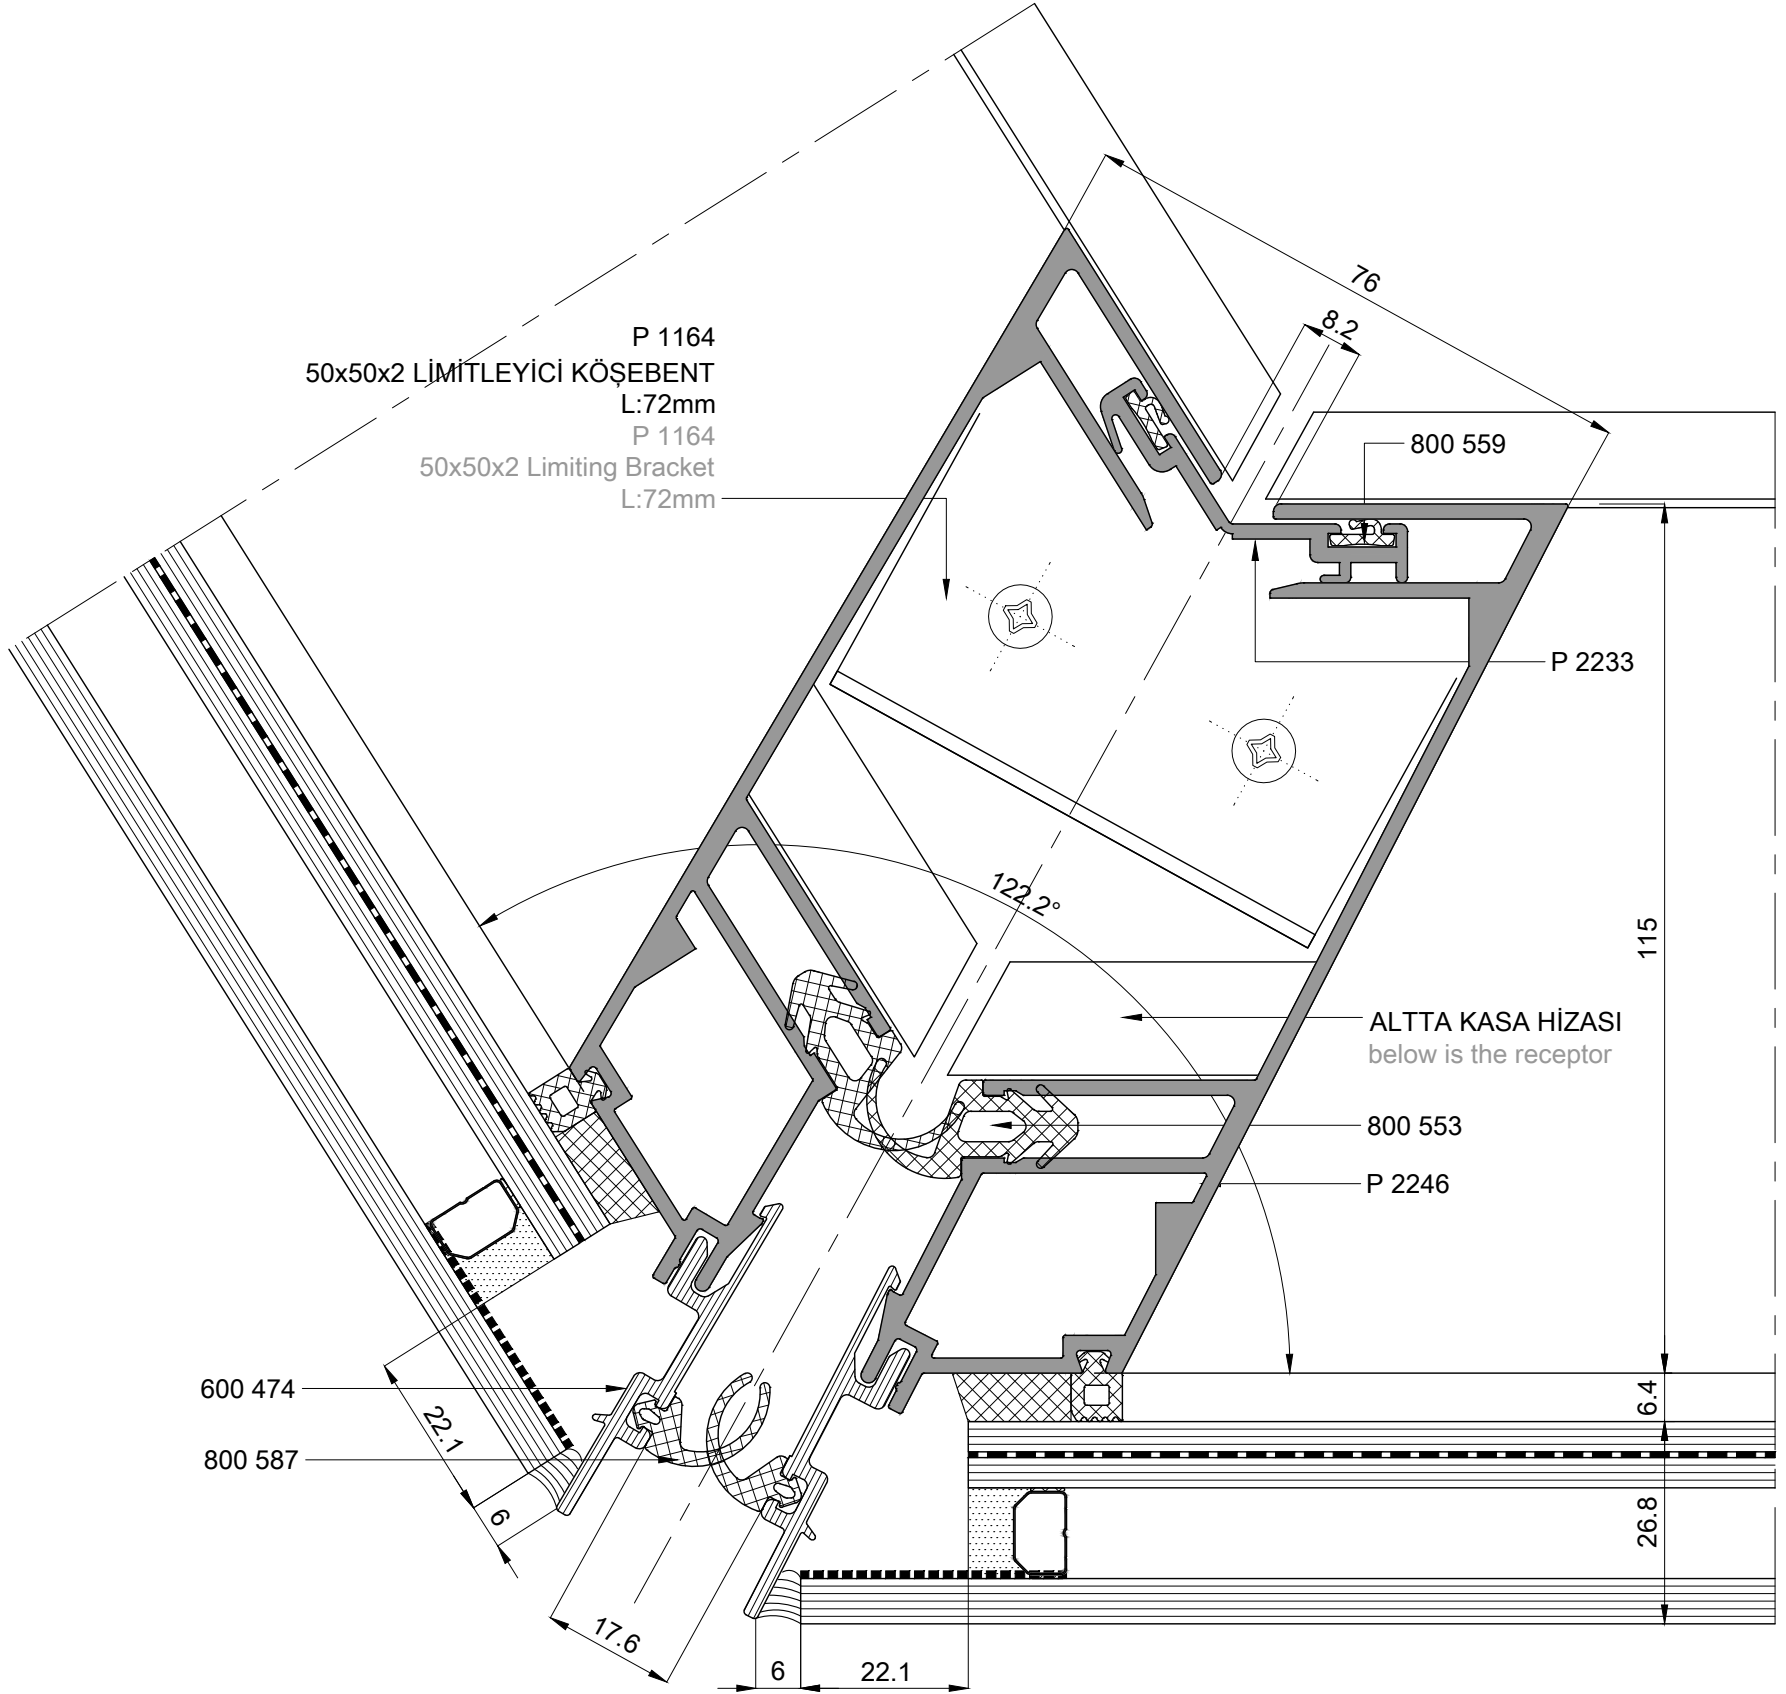 76
8.2
P 1164
50x50x2 LİMİTLEYİCİ KÖŞEBENT
L:72mm
P 1164
50x50x2 Limiting Bracket
L:72mm
800 559
P 2233
122.2°
115
ALTTA KASA HİZASI
below is the receptor
800 553
P 2246
600 474
6.4
22.1
800 587
6
26.8
17.6
6
22.1